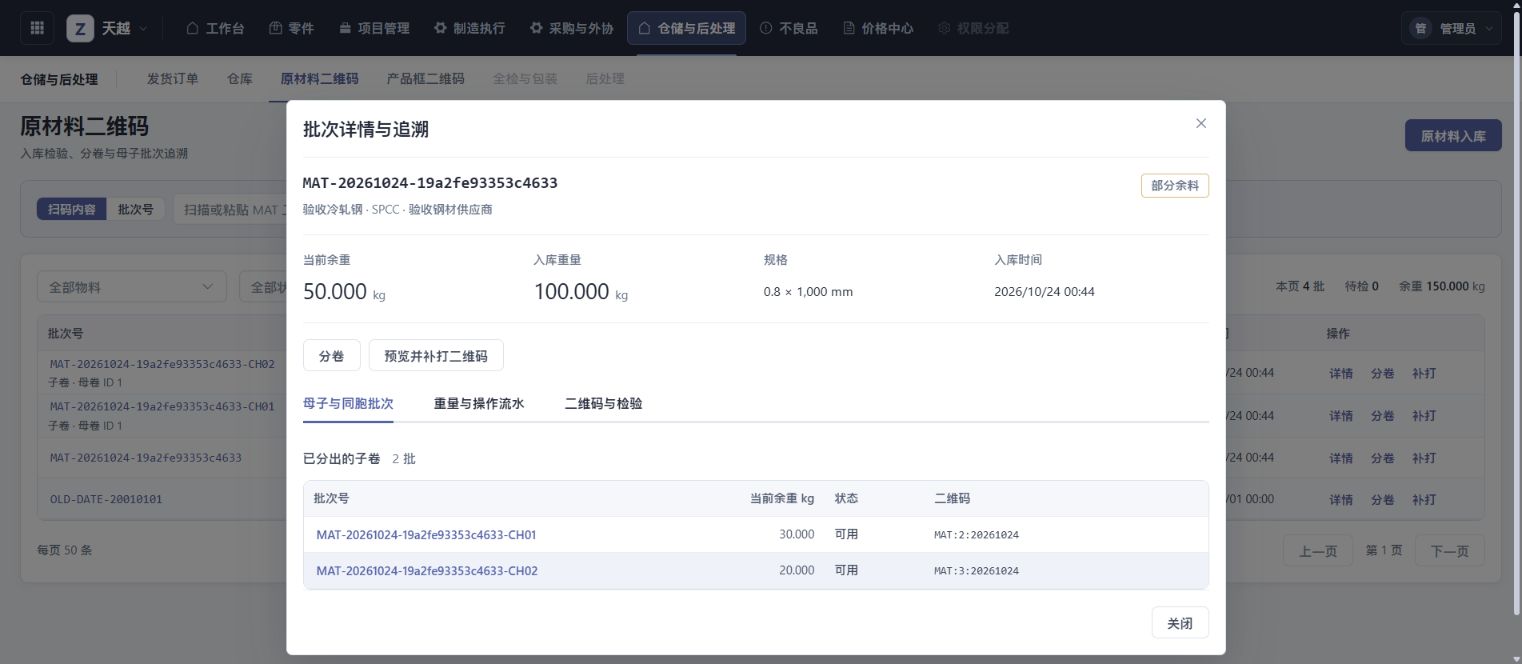 Z 天越 工作台 零件 项目管理 制造执行 采购与外协 仓储与后处理 不良品 价格中心 权限分配 管 管理员
仓储与后处理 发货订单 仓库 原材料二维码 产品框二维码 全检与包装 后处理
原材料二维码
入库检验、分卷与母子批次追溯
原材料入库
扫码内容 批次号 扫描或粘贴 MAT
全部物料 全部状
本页 4 批 待检 0 余重 150.000 kg
批次号 操作
MAT-20261024-19a2fe93353c4633-CH02
子卷 · 母卷 ID 1
/24 00:44 详情 分卷 补打
MAT-20261024-19a2fe93353c4633-CH01
子卷 · 母卷 ID 1
24 00:44 详情 分卷 补打
MAT-20261024-19a2fe93353c4633
/24 00:44 详情 分卷 补打
OLD-DATE-20010101
/01 00:00 详情 分卷 补打
每页 50 条
上一页 第 1 页 下一页
批次详情与追溯
MAT-20261024-19a2fe93353c4633
部分余料
验收冷轧钢 · SPCC · 验收钢材供应商
当前余重 入库重量 规格 入库时间
50.000 kg 100.000 kg 0.8 × 1,000 mm 2026/10/24 00:44
分卷 预览并补打二维码
母子与同胞批次 重量与操作流水 二维码与检验
已分出的子卷 2 批
批次号 当前余重 kg 状态 二维码
MAT-20261024-19a2fe93353c4633-CH01 30.000 可用 MAT:2:20261024
MAT-20261024-19a2fe93353c4633-CH02 20.000 可用 MAT:3:20261024
关闭